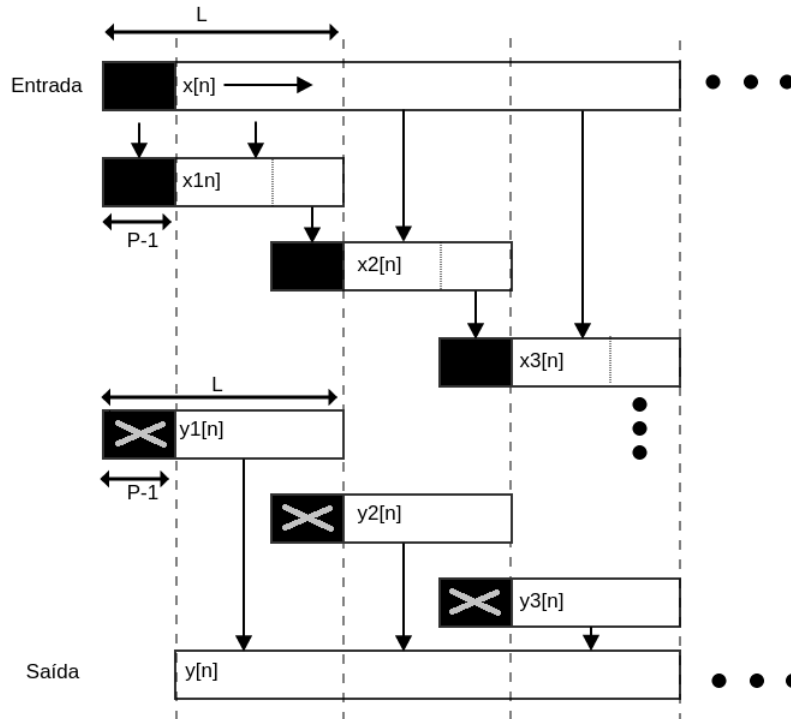 L
Entrada
x[n]
x1n]
P-1
x2[n]
x3[n]
L
y1[n]
P-1
y2[n]
y3[n]
Saída
y[n]